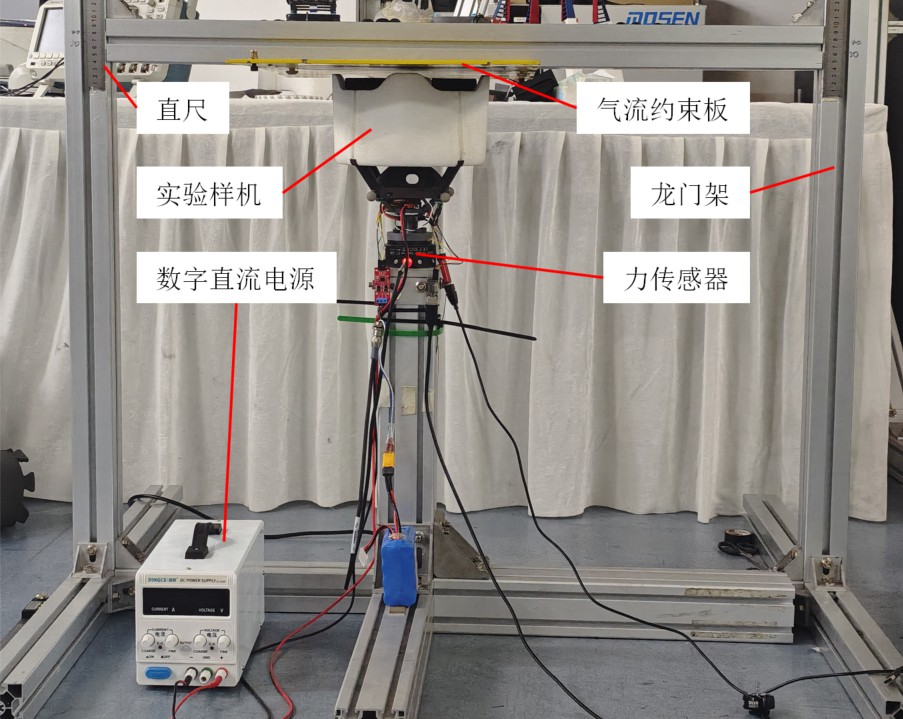 DOSEN
直尺
气流约束板
实验样机
龙门架
数字直流电源
力传感器
DC POWER SUPPLY
CURRENT A VOLTAGE V